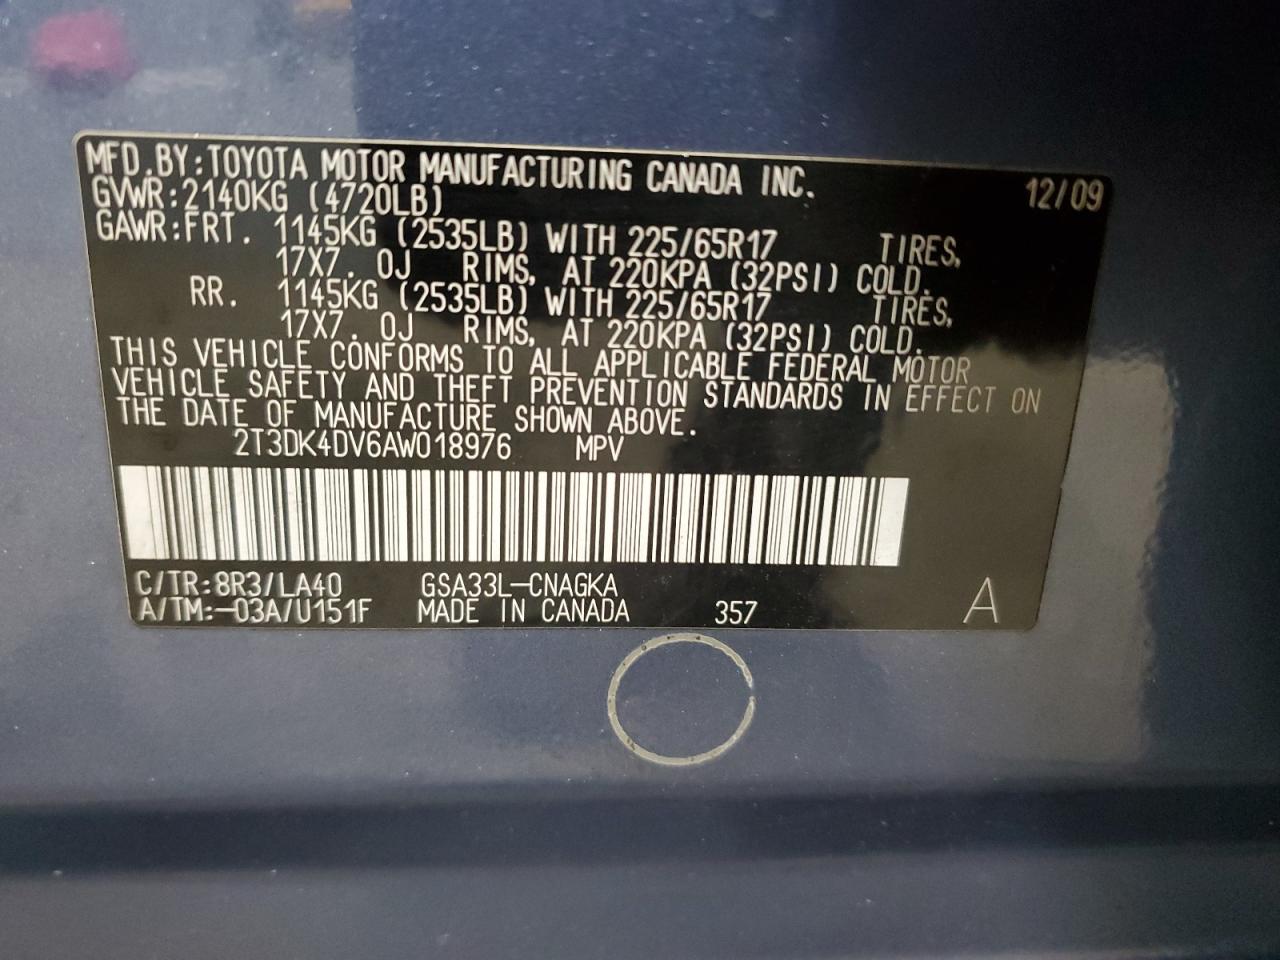 MFD.BY:TOYOTA MOTOR MANUFACTURING CANADA INC. 12/09
GVWR:2140KG (4720LB)
GAWR:FRT. 1145KG (2535LB) WITH 225/65R17 TIRES,
17X7.0J RIMS, AT 220KPA (32PSI) COLD.
RR. 1145KG (2535LB) WITH 225/65R17 TIRES,
17X7.0J RIMS, AT 220KPA (32PSI) COLD.
THIS VEHICLE CONFORMS TO ALL APPLICABLE FEDERAL MOTOR
VEHICLE SAFETY AND THEFT PREVENTION STANDARDS IN EFFECT ON
THE DATE OF MANUFACTURE SHOWN ABOVE.
2T3DK4DV6AW018976 MPV
C/TR:8R3/LA40 GSA33L-CNAGKA
A/TM:-03A/U151F MADE IN CANADA 357 A